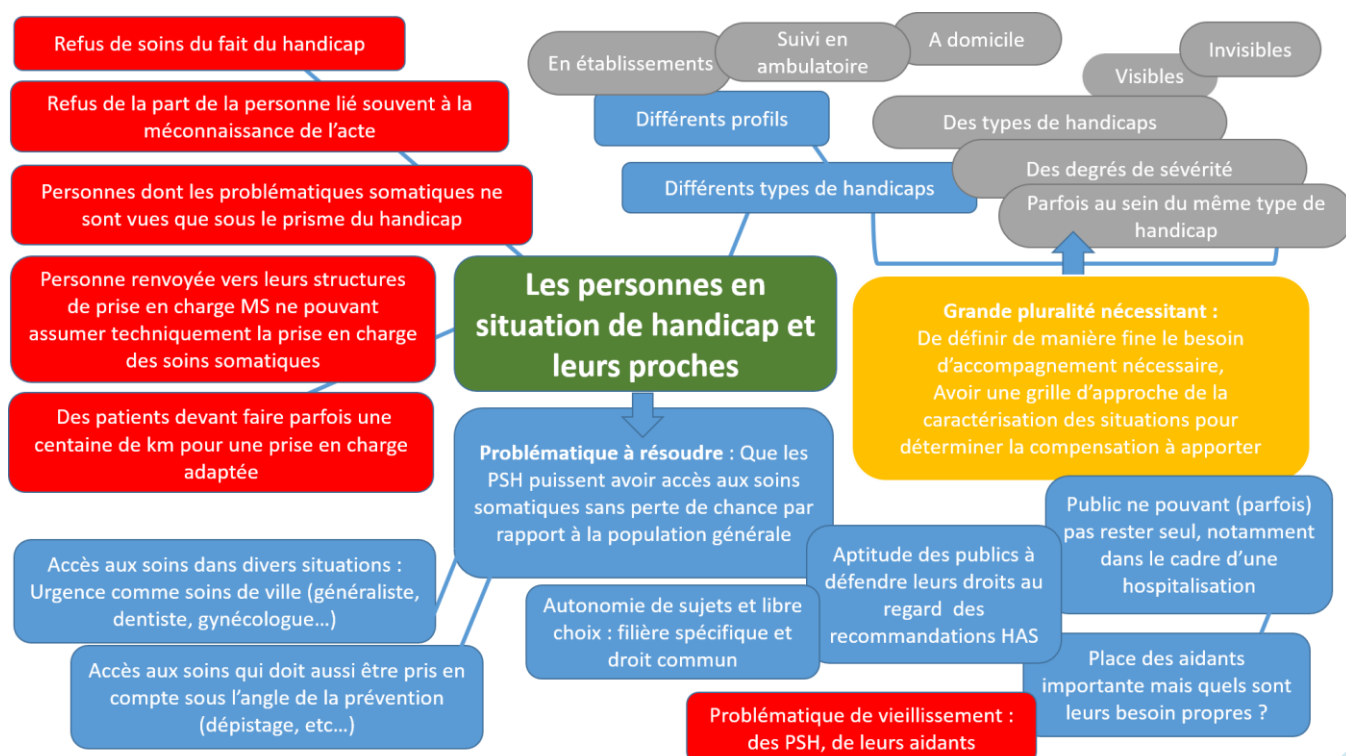 Refus de soins du fait du handicap
Refus de la part de la personne lié souvent à la
méconnaissance de l'acte
Personnes dont les problématiques somatiques ne
sont vues que sous le prisme du handicap
Personne renvoyée vers leurs structures
de prise en charge MS ne pouvant
assumer techniquement la prise en charge
des soins somatiques
Des patients devant faire parfois une
centaine de km pour une prise en charge
adaptée
En établissements
Suivi en
ambulatoire
A domicile
Différents profils
Différents types de handicaps
Invisibles
Visibles
Des types de handicaps
Des degrés de sévérité
Parfois au sein du même type de
handicap
Les personnes en
situation de handicap et
leurs proches
Grande pluralité nécessitant :
De définir de manière fine le besoin
d'accompagnement nécessaire,
Avoir une grille d'approche de la
caractérisation des situations pour
déterminer la compensation à apporter
Problématique à résoudre : Que les
PSH puissent avoir accès aux soins
somatiques sans perte de chance par
rapport à la population générale
Accès aux soins dans divers situations :
Urgence comme soins de ville (généraliste,
dentiste, gynécologue…)
Accès aux soins qui doit aussi être pris en
compte sous l'angle de la prévention
(dépistage, etc…)
Autonomie de sujets et libre
choix : filière spécifique et
droit commun
Aptitude des publics à
défendre leurs droits au
regard des
recommandations HAS
Public ne pouvant (parfois)
pas rester seul, notamment
dans le cadre d'une
hospitalisation
Place des aidants
importante mais quels sont
leurs besoin propres ?
Problématique de vieillissement :
des PSH, de leurs aidants